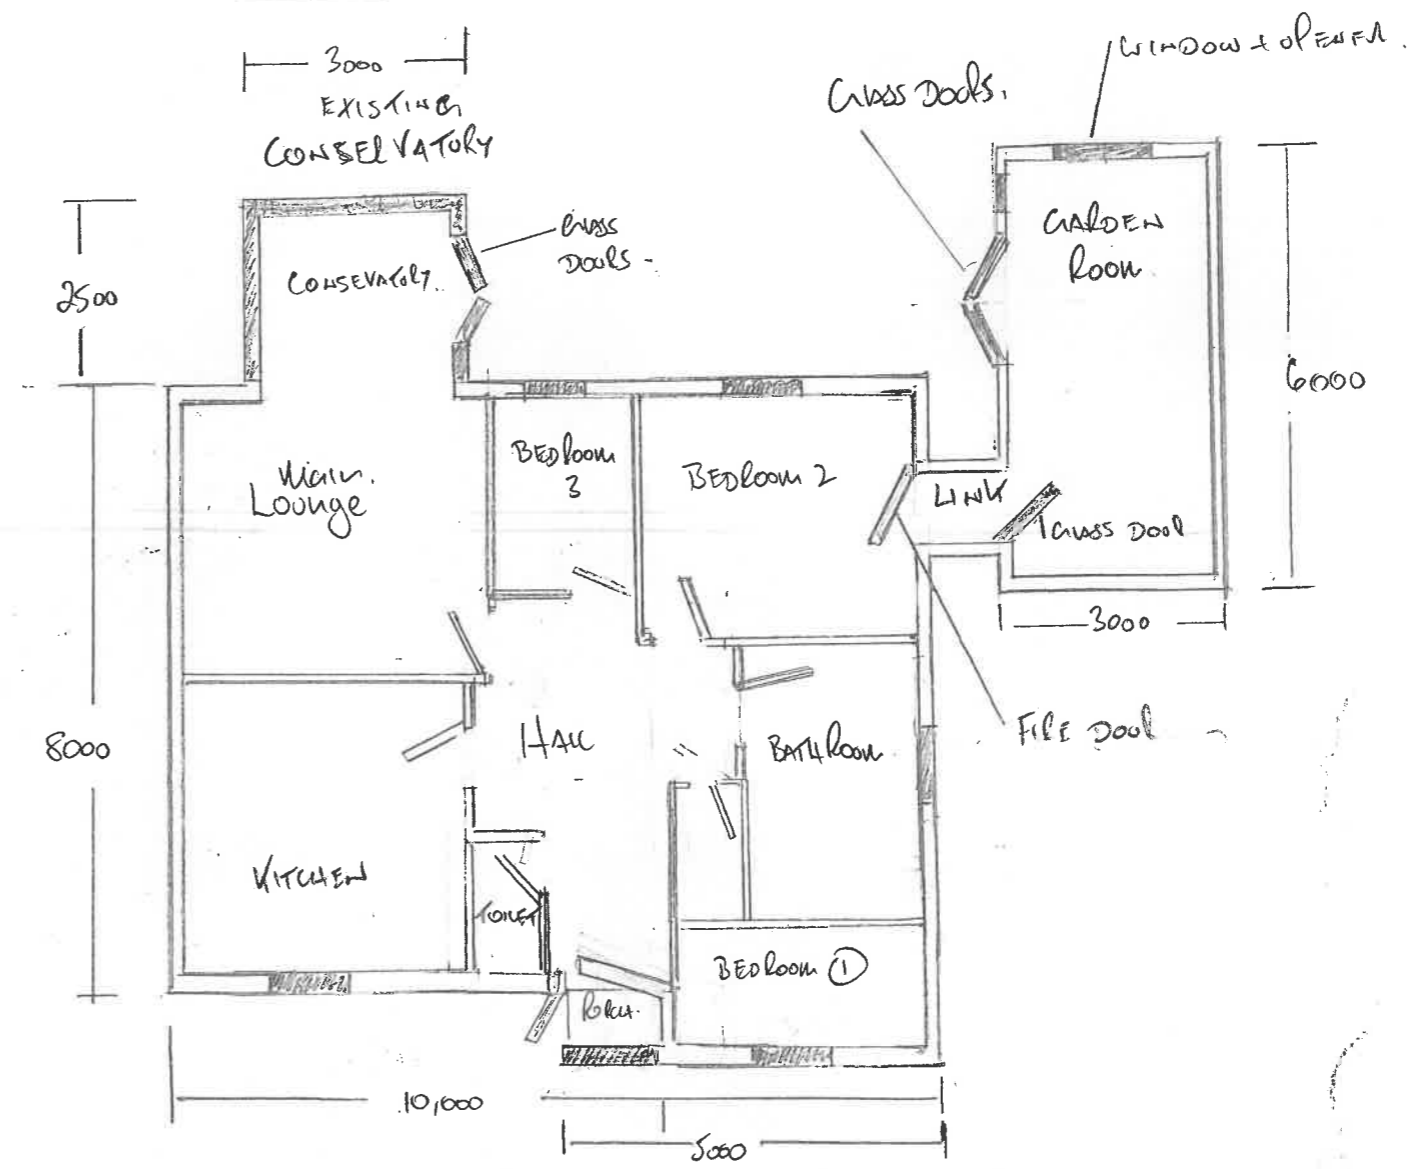 WINDOW + OPENER.
GLASS DOORS.
3000
EXISTING
CONSERVATORY
GLASS
DOORS -
CONSEVATORY.
GARDEN
ROOM
2500
6000
Main.
Lounge
BEDROOM
3
BEDROOM 2
LINK
GLASS DOOR
3000
FIRE DOOR
8000
HALL
BATHROOM
KITCHEN
TOILET
BEDROOM 1
PORCH.
10,000
5000